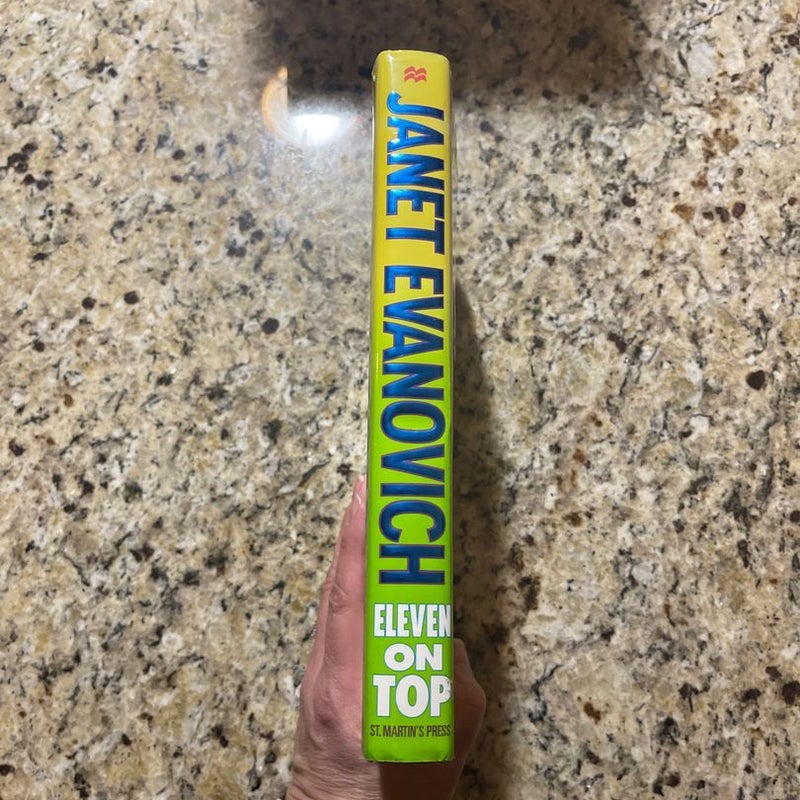 JANET EVANOVICH
ELEVEN
ON
TOP
ST. MARTIN'S PRESS